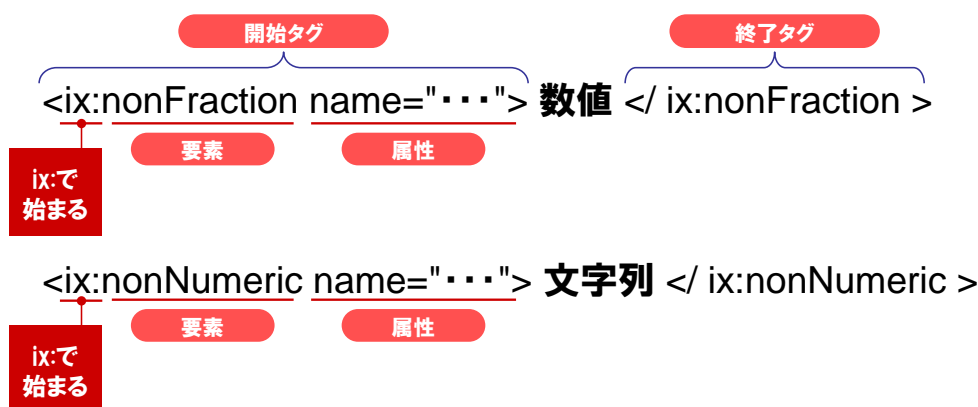 開始タグ 終了タグ
<ix:nonFraction name="･･･"> 数値 </ ix:nonFraction >
要素 属性
ix:で
始まる
<ix:nonNumeric name="･･･"> 文字列 </ ix:nonNumeric >
要素 属性
ix:で
始まる